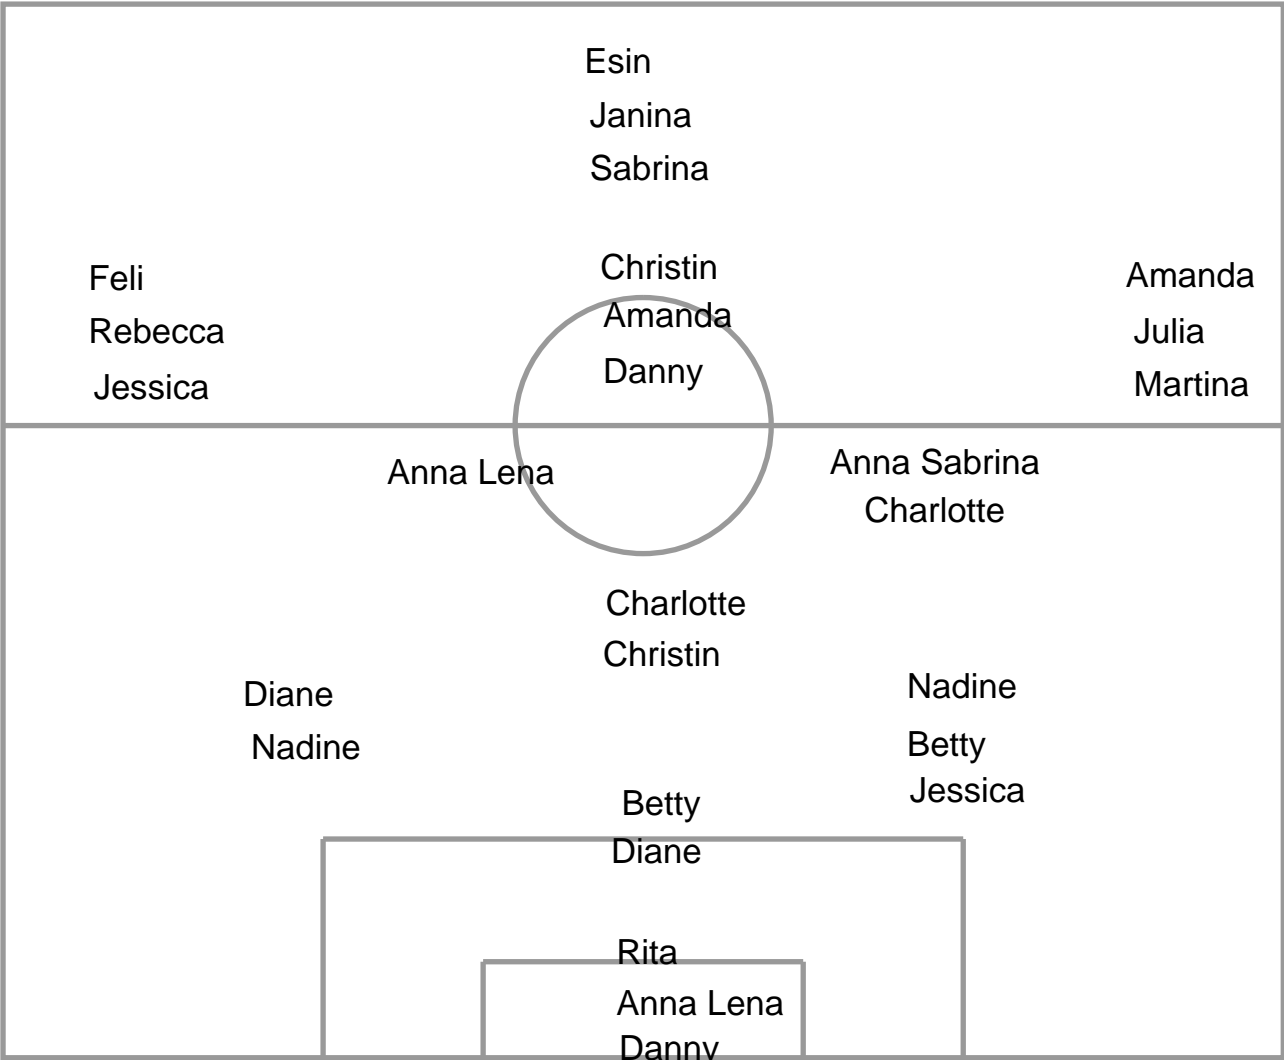 Esin
Janina
Sabrina
Feli
Rebecca
Jessica
Christin
Amanda
Danny
Amanda
Julia
Martina
Anna Lena
Anna Sabrina
Charlotte
Charlotte
Christin
Diane
Nadine
Nadine
Betty
Jessica
Betty
Diane
Rita
Anna Lena
Danny